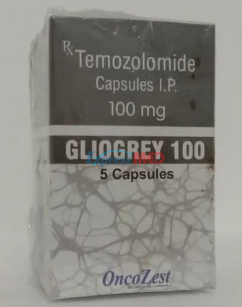 Rx Temozolomide
Capsules I.P.
100 mg
GLIOGREY 100
5 Capsules
OncoZest